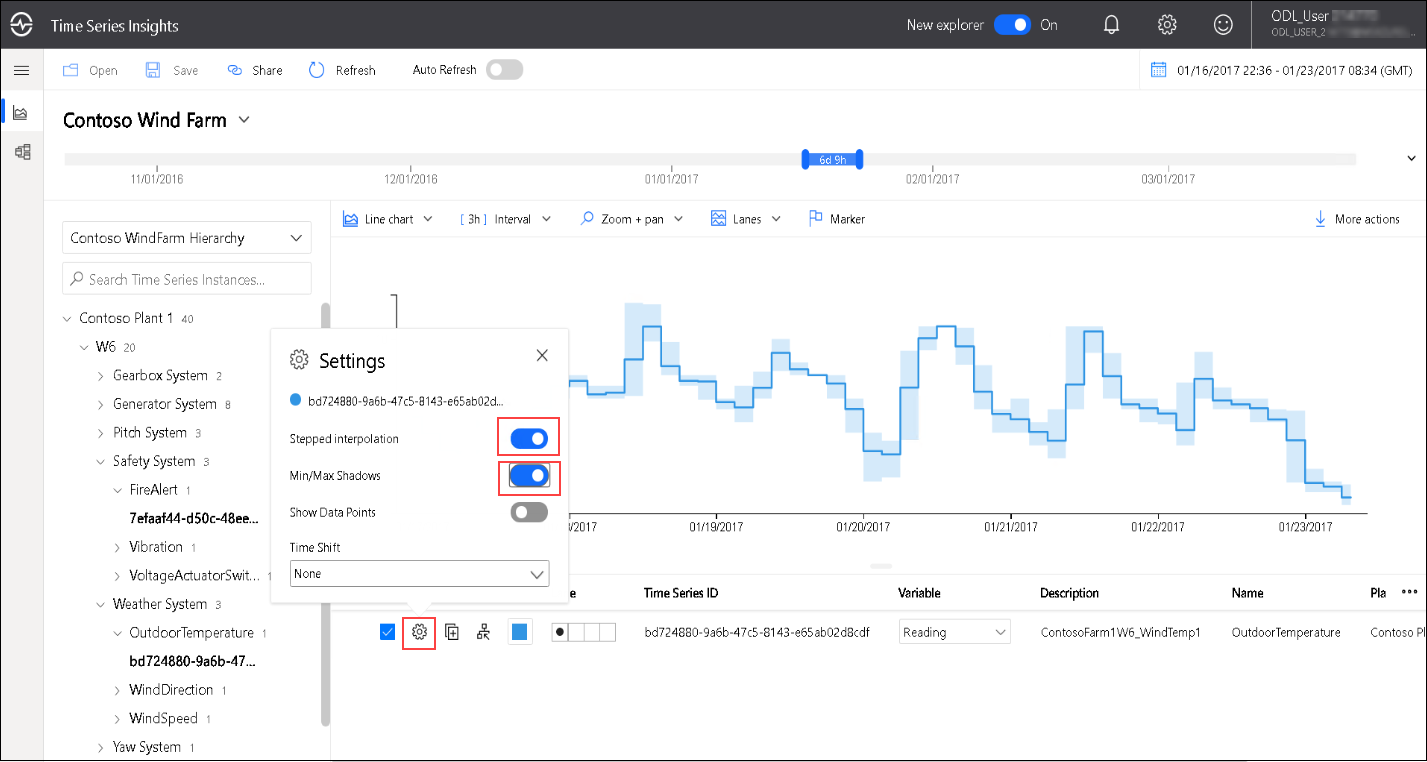 Time Series Insights
New explorer On
ODL_User
ODL_USER_2
Open Save Share Refresh Auto Refresh
01/16/2017 22:36 - 01/23/2017 08:34 (GMT)
Contoso Wind Farm
6d 9h
11/01/2016 12/01/2016 01/01/2017 02/01/2017 03/01/2017
Line chart [ 3h ] Interval Zoom + pan Lanes Marker More actions
Contoso WindFarm Hierarchy
Search Time Series Instances...
Contoso Plant 1 40
W6 20
Gearbox System 2
Generator System 8
Pitch System 3
Safety System 3
FireAlert 1
7efaaf44-d50c-48ee...
Vibration 1
VoltageActuatorSwit... 1
Weather System 3
OutdoorTemperature 1
bd724880-9a6b-47...
WindDirection 1
WindSpeed 1
Yaw System 1
Settings
bd724880-9a6b-47c5-8143-e65ab02d...
Stepped interpolation
Min/Max Shadows
Show Data Points
Time Shift
None
/2017 01/19/2017 01/20/2017 01/21/2017 01/22/2017 01/23/2017
e Time Series ID Variable Description Name Pla •••
bd724880-9a6b-47c5-8143-e65ab02d8cdf Reading ContosoFarm1W6_WindTemp1 OutdoorTemperature Contoso Pl